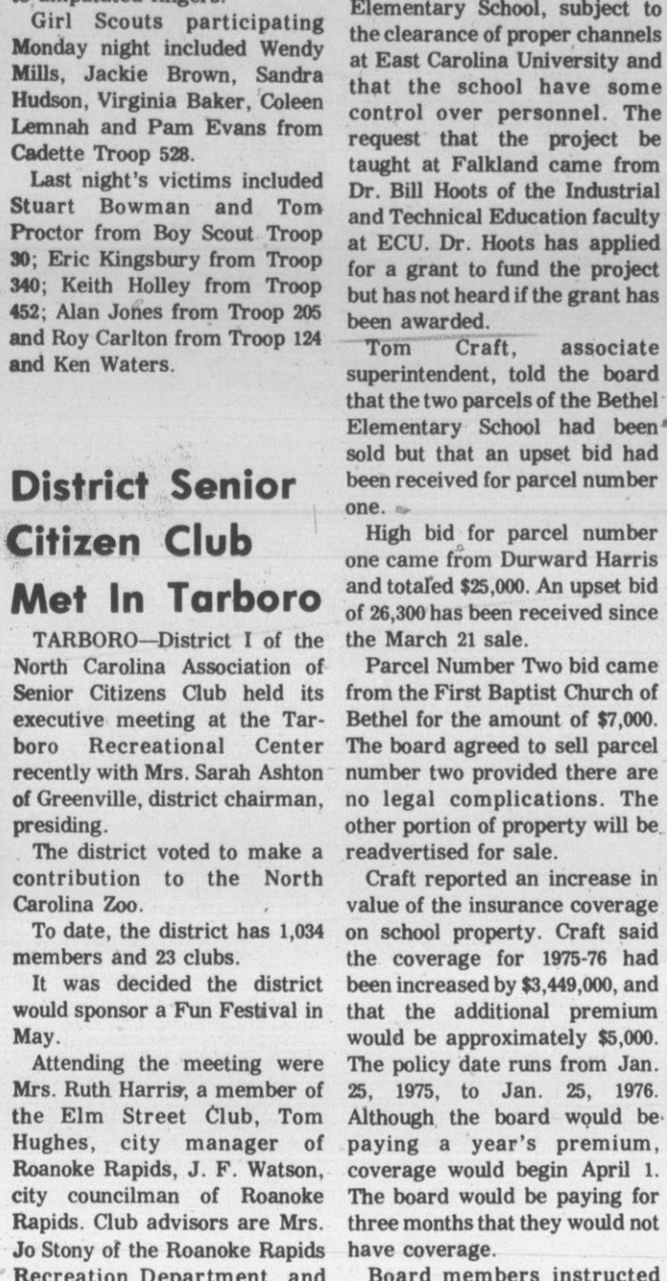 Girl Scouts participating
Monday night included Wendy
Mills, Jackie Brown, Sandra
Hudson, Virginia Baker, Coleen
Lemnah and Pam Evans from
Cadette Troop 528.
Last night's victims included
Stuart Bowman and Tom
Proctor from Boy Scout Troop
30; Eric Kingsbury from Troop
340; Keith Holley from Troop
452; Alan Jones from Troop 205
and Roy Carlton from Troop 124
and Ken Waters.
District Senior
Citizen Club
Met In Tarboro
TARBORO—District I of the
North Carolina Association of
Senior Citizens Club held its
executive meeting at the Tar-
boro Recreational Center
recently with Mrs. Sarah Ashton
of Greenville, district chairman,
presiding.
The district voted to make a
contribution to the North
Carolina Zoo.
To date, the district has 1,034
members and 23 clubs.
It was decided the district
would sponsor a Fun Festival in
May.
Attending the meeting were
Mrs. Ruth Harris, a member of
the Elm Street Club, Tom
Hughes, city manager of
Roanoke Rapids, J. F. Watson,
city councilman of Roanoke
Rapids. Club advisors are Mrs.
Jo Stony of the Roanoke Rapids
Recreation Department, and
Elementary School, subject to
the clearance of proper channels
at East Carolina University and
that the school have some
control over personnel. The
request that the project be
taught at Falkland came from
Dr. Bill Hoots of the Industrial
and Technical Education faculty
at ECU. Dr. Hoots has applied
for a grant to fund the project
but has not heard if the grant has
been awarded.
Tom Craft, associate
superintendent, told the board
that the two parcels of the Bethel
Elementary School had been
sold but that an upset bid had
been received for parcel number
one.
High bid for parcel number
one came from Durward Harris
and totaled $25,000. An upset bid
of 26,300 has been received since
the March 21 sale.
Parcel Number Two bid came
from the First Baptist Church of
Bethel for the amount of $7,000.
The board agreed to sell parcel
number two provided there are
no legal complications. The
other portion of property will be
readvertised for sale.
Craft reported an increase in
value of the insurance coverage
on school property. Craft said
the coverage for 1975-76 had
been increased by $3,449,000, and
that the additional premium
would be approximately $5,000.
The policy date runs from Jan.
25, 1975, to Jan. 25, 1976.
Although the board would be
paying a year's premium,
coverage would begin April 1.
The board would be paying for
three months that they would not
have coverage.
Board members instructed